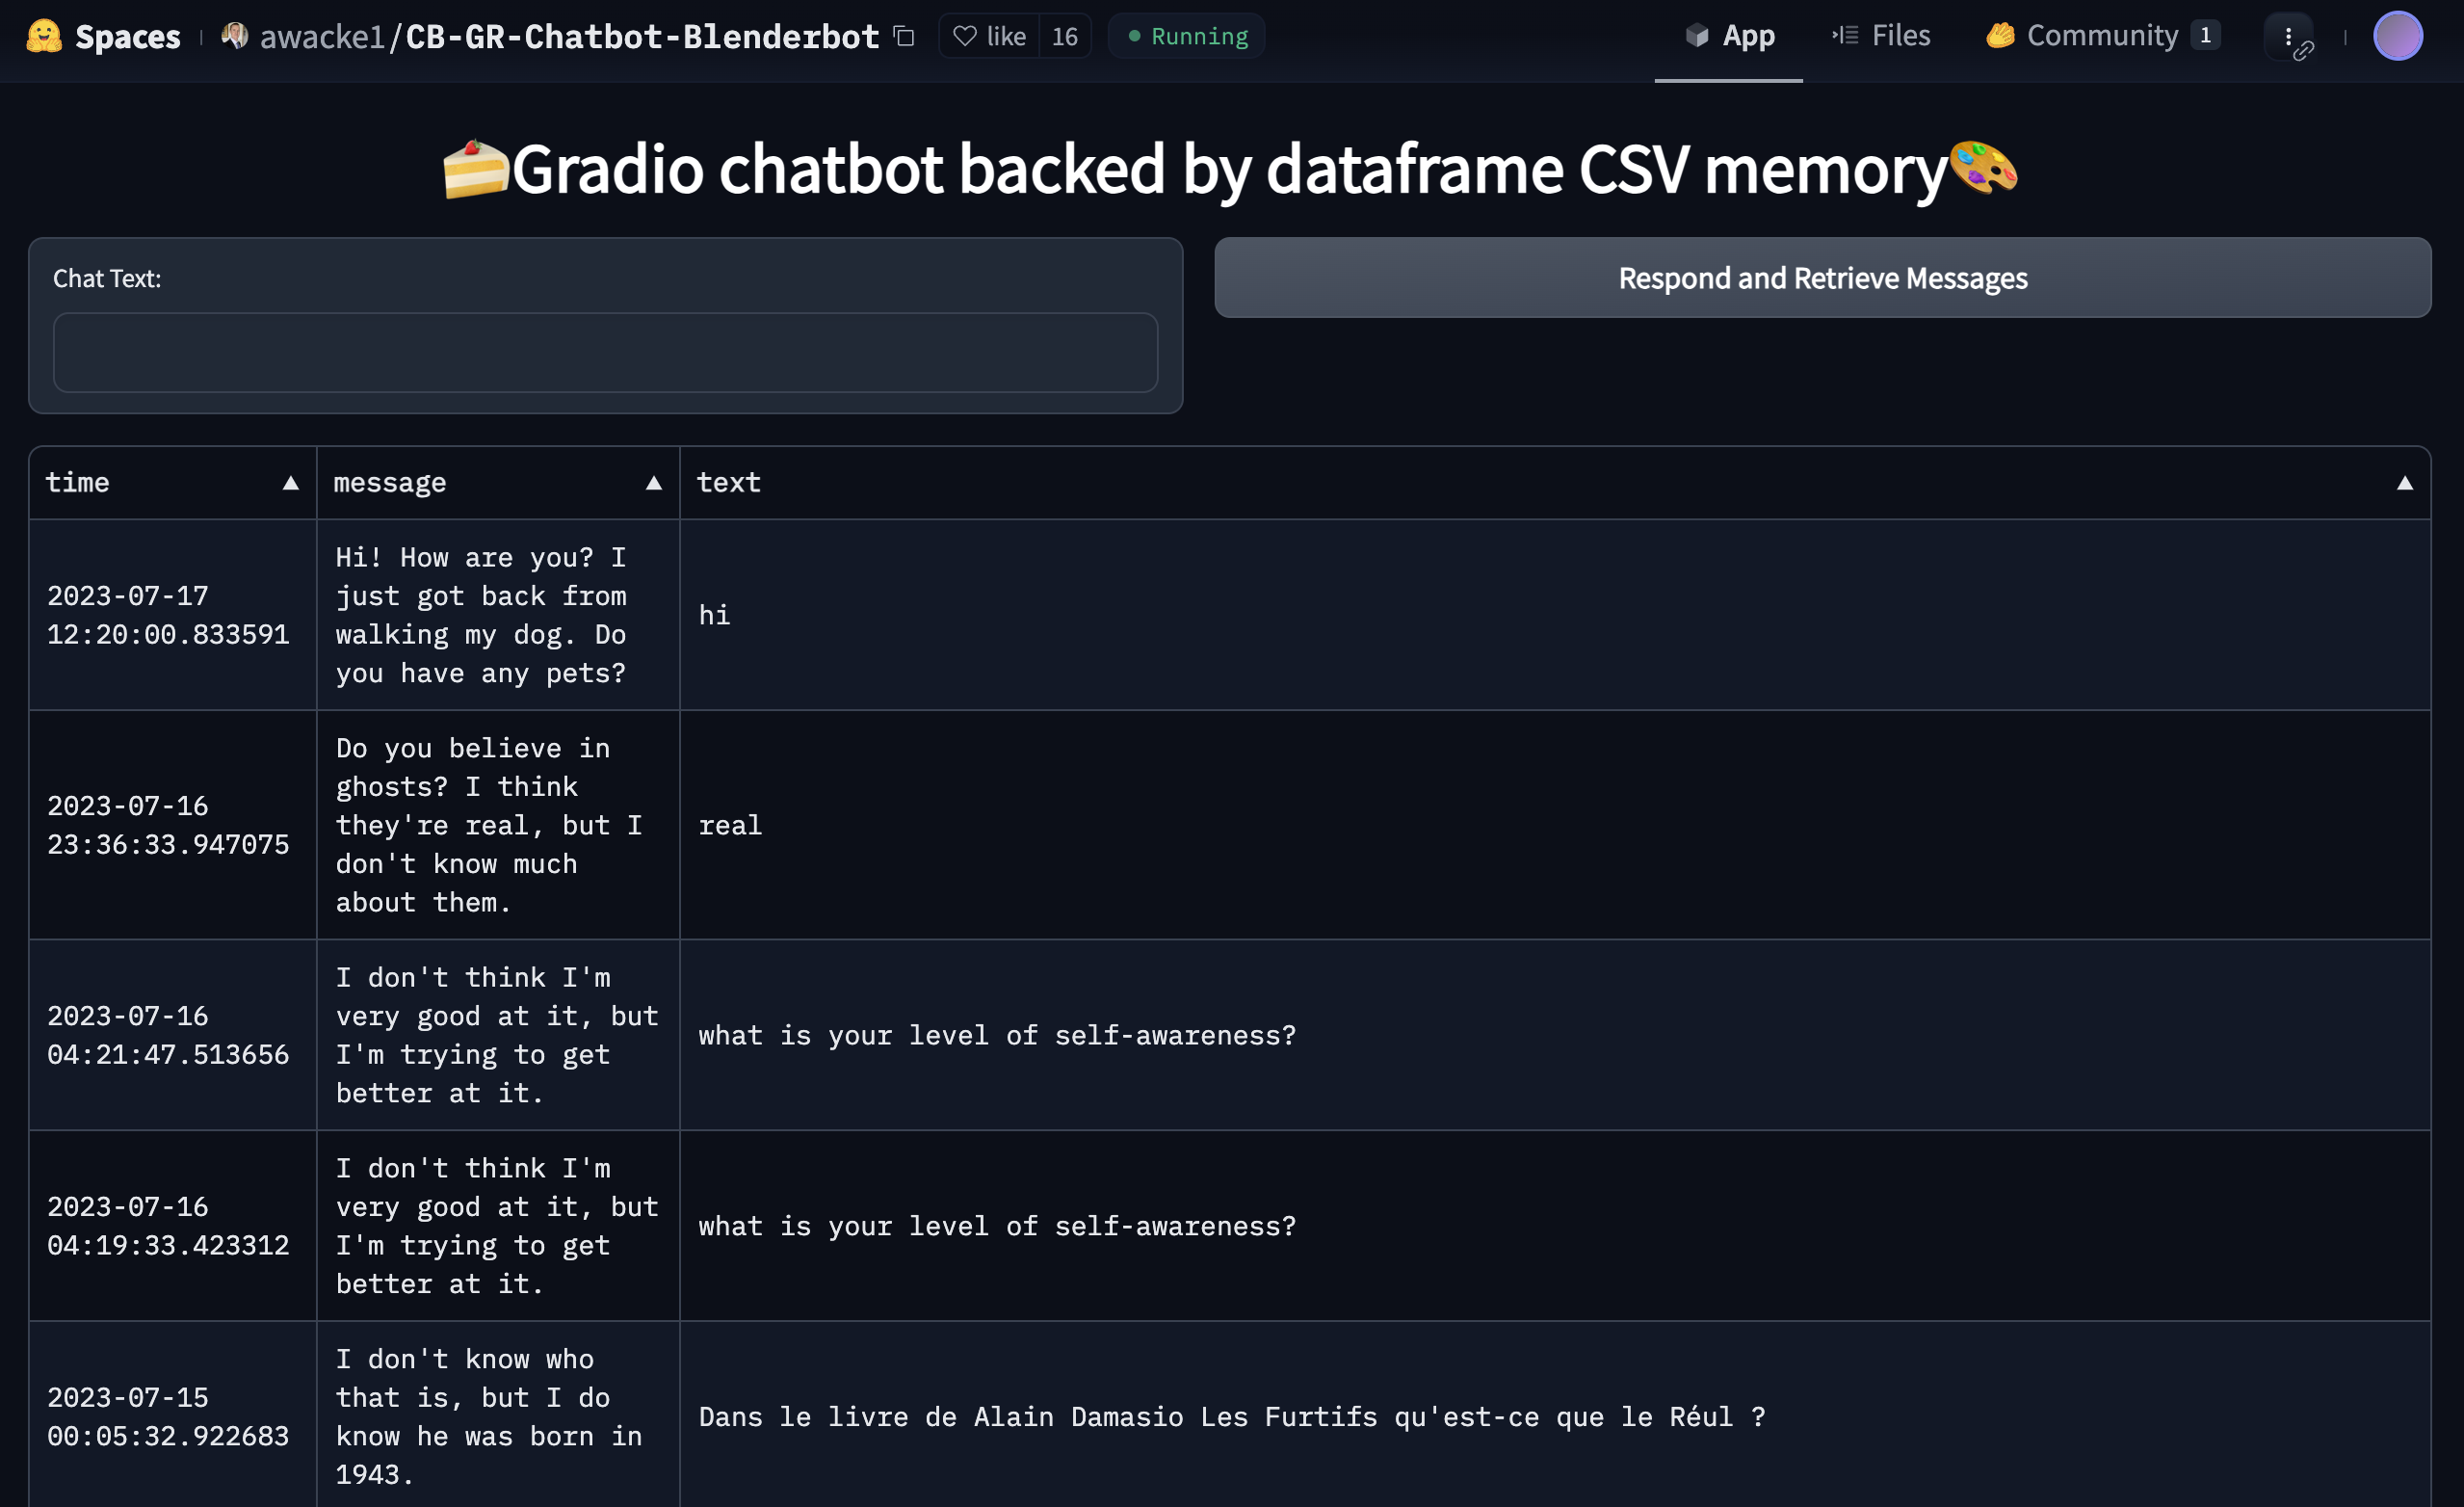 Spaces awacke1/CB-GR-Chatbot-Blenderbot like 16 Running App Files Community 1
Gradio chatbot backed by dataframe CSV memory
Chat Text:
Respond and Retrieve Messages
time message text
2023-07-17
12:20:00.833591
Hi! How are you? I
just got back from
walking my dog. Do
you have any pets?
hi
2023-07-16
23:36:33.947075
Do you believe in
ghosts? I think
they're real, but I
don't know much
about them.
real
2023-07-16
04:21:47.513656
I don't think I'm
very good at it, but
I'm trying to get
better at it.
what is your level of self-awareness?
2023-07-16
04:19:33.423312
I don't think I'm
very good at it, but
I'm trying to get
better at it.
what is your level of self-awareness?
2023-07-15
00:05:32.922683
I don't know who
that is, but I do
know he was born in
1943.
Dans le livre de Alain Damasio Les Furtifs qu'est-ce que le Réul ?